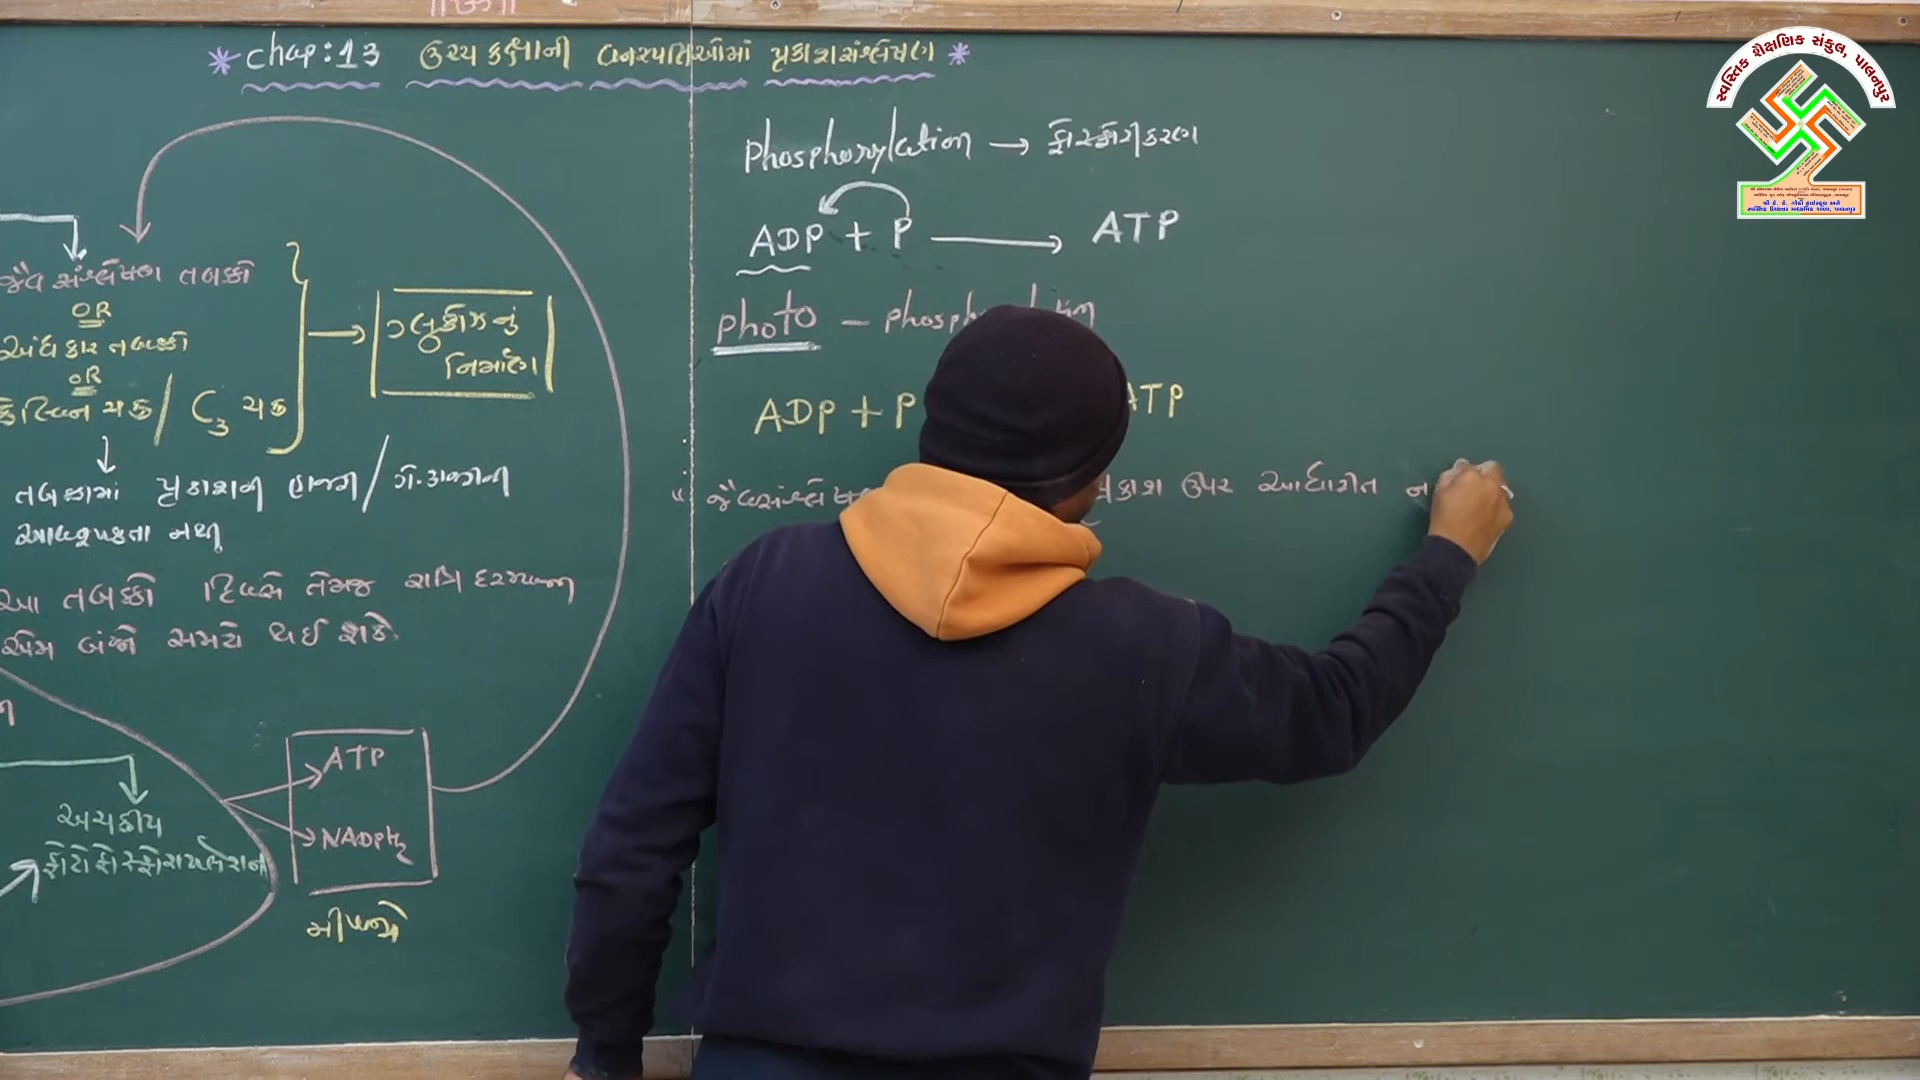 * chap:13 ઉચ્ચ કક્ષાની વનસ્પતિઓમાં પ્રકાશસંશ્લેષણ *
જૈવ સંશ્લેષણ તબક્કો
OR
અંધકાર તબક્કો
OR
કેલ્વિન ચક્ર / C3 ચક્ર
ગ્લુકોઝનું
નિર્માણ
તબક્કામાં પ્રકાશની હાજરી / ગે.હાજરીની
આવશ્યકતા નથી
આ તબક્કો દિવસે તેમજ રાત્રિ દરમ્યાન
એમ બંને સમયે થઈ શકે.
ATP
NADPH2
નીપજો
અચક્રીય
ફોટોફોસ્ફોરાયલેશન
phosphorylation → ફોસ્ફોરીકરણ
ADP + P → ATP
photo –
ADP + P ATP
" જૈવસંશ્લેષણ પ્રકાશ ઉપર આધારીત
સ્વસ્તિક શૈક્ષણિક સંકુલ, પાલનપુર